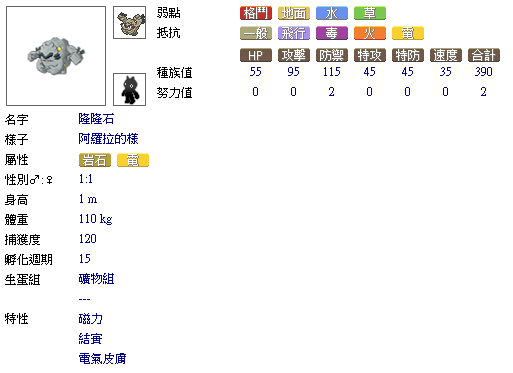 弱點 格鬥 地面 水 草
抵抗 一般 飛行 毒 火 電
HP 攻擊 防禦 特攻 特防 速度 合計
種族值 55 95 115 45 45 35 390
努力值 0 0 2 0 0 0 2
名字 隆隆石
樣子 阿羅拉的樣
屬性 岩石 電
性別♂:♀ 1:1
身高 1 m
體重 110 kg
捕獲度 120
孵化週期 15
生蛋組 礦物組
---
特性 磁力
結實
電氣皮膚